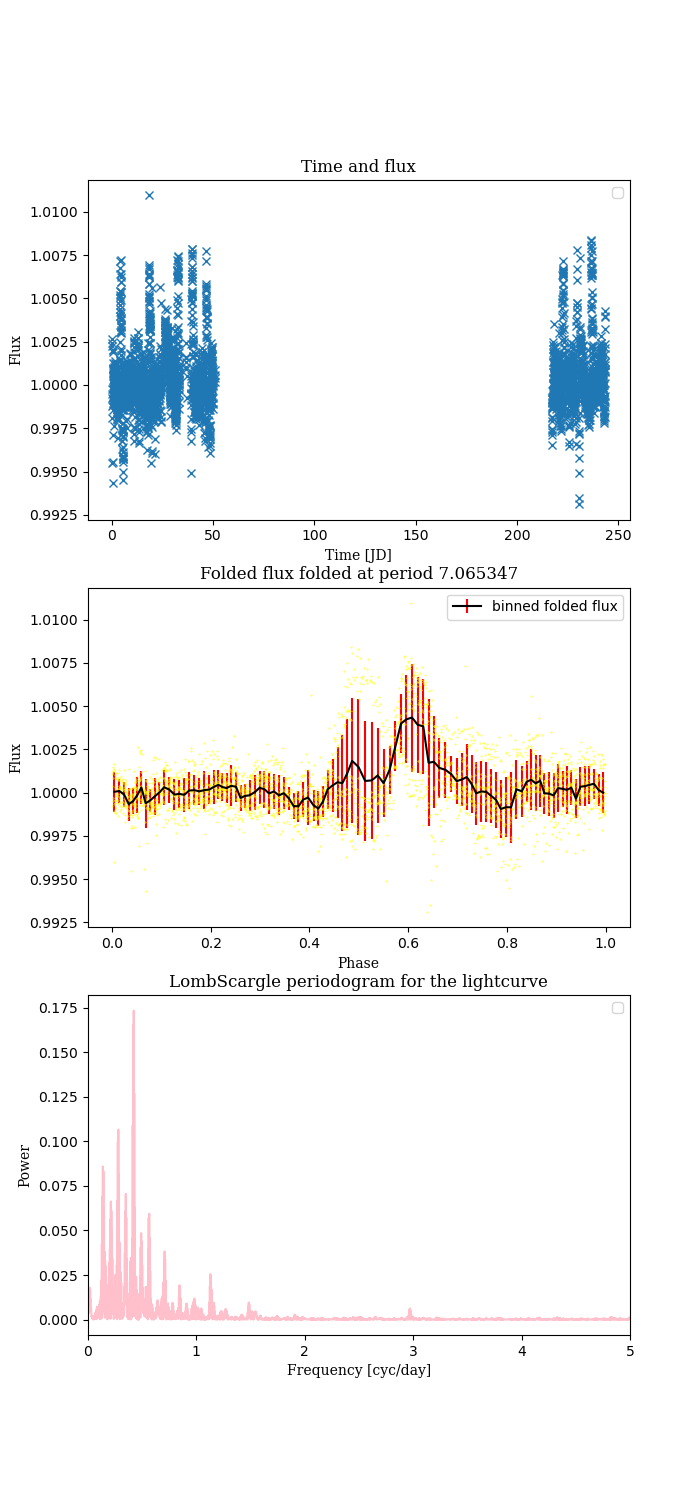 Time and flux
1.0100
1.0075
1.0050
1.0025
1.0000
0.9975
0.9950
0.9925
Flux
0 50 100 150 200 250
Time [JD]
Folded flux folded at period 7.065347
binned folded flux
1.0100
1.0075
1.0050
1.0025
1.0000
0.9975
0.9950
0.9925
Flux
0.0 0.2 0.4 0.6 0.8 1.0
Phase
LombScargle periodogram for the lightcurve
0.175
0.150
0.125
0.100
0.075
0.050
0.025
0.000
Power
0 1 2 3 4 5
Frequency [cyc/day]